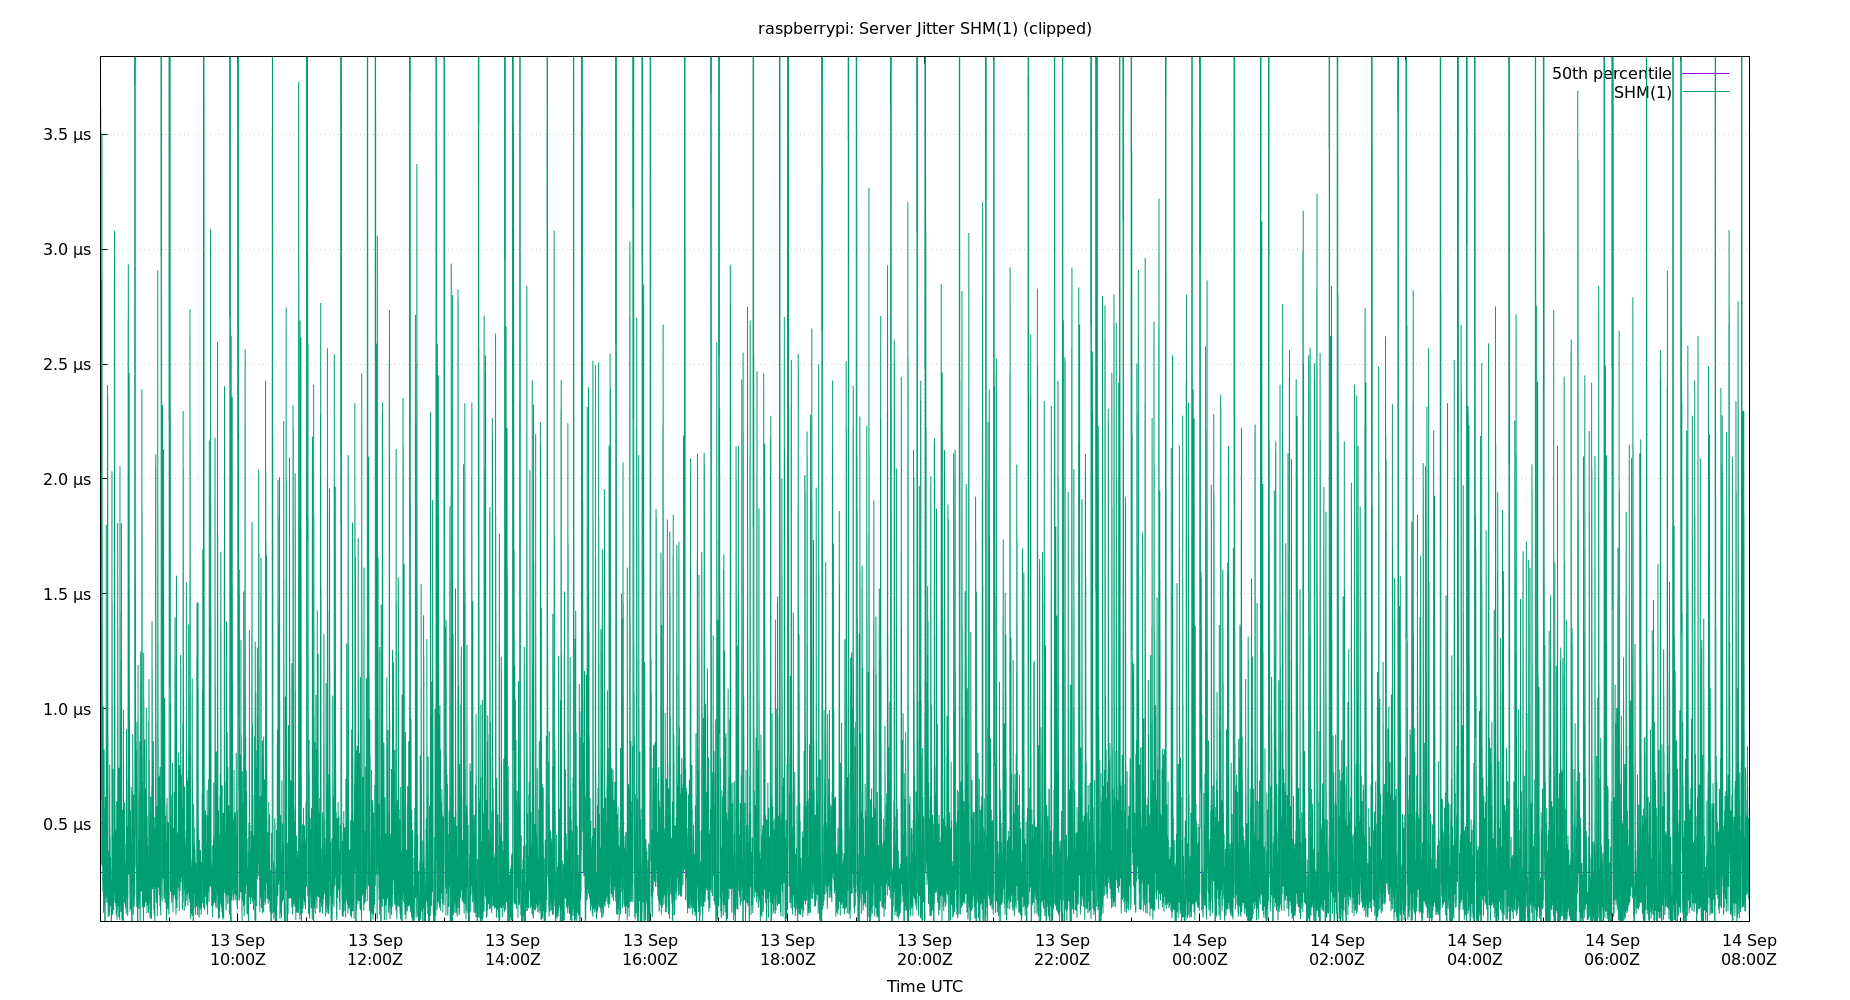 raspberrypi: Server Jitter SHM(1) (clipped)
50th percentile
SHM(1)
3.5 µs
3.0 µs
2.5 µs
2.0 µs
1.5 µs
1.0 µs
0.5 µs
13 Sep 13 Sep 13 Sep 13 Sep 13 Sep 13 Sep 13 Sep 14 Sep 14 Sep 14 Sep 14 Sep 14 Sep
10:00Z 12:00Z 14:00Z 16:00Z 18:00Z 20:00Z 22:00Z 00:00Z 02:00Z 04:00Z 06:00Z 08:00Z
Time UTC